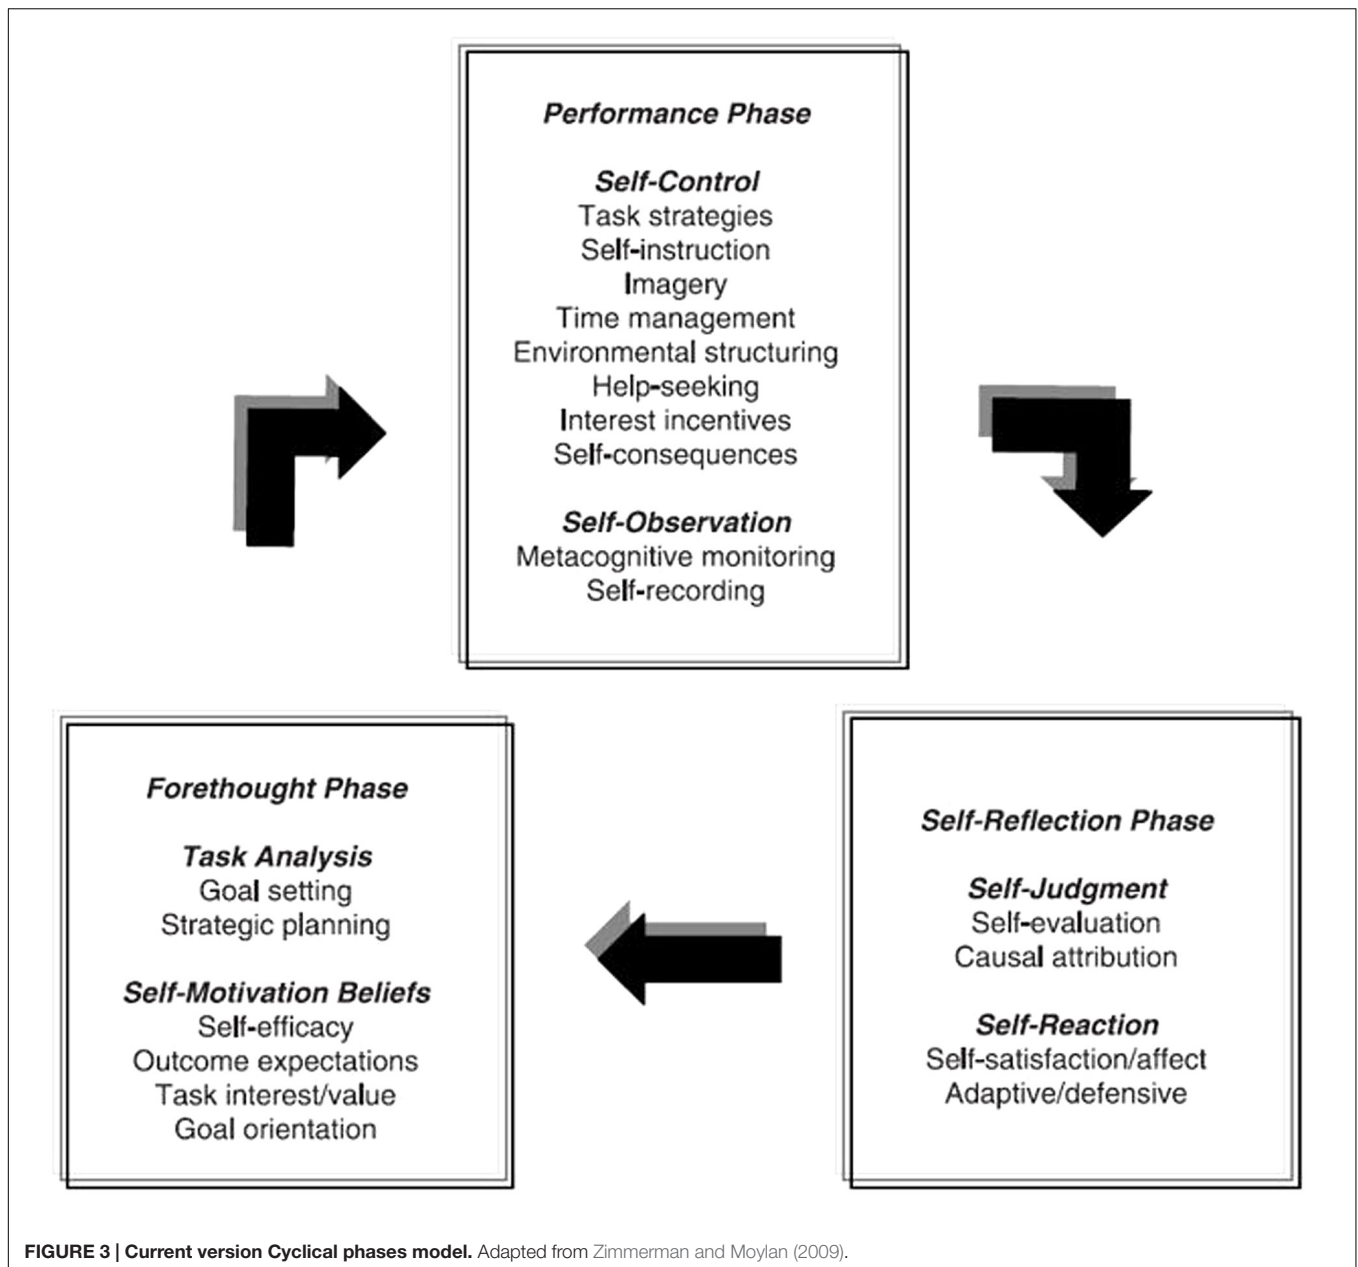 Performance Phase
Self-Control
Task strategies
Self-instruction
Imagery
Time management
Environmental structuring
Help-seeking
Interest incentives
Self-consequences
Self-Observation
Metacognitive monitoring
Self-recording
Forethought Phase
Task Analysis
Goal setting
Strategic planning
Self-Motivation Beliefs
Self-efficacy
Outcome expectations
Task interest/value
Goal orientation
Self-Reflection Phase
Self-Judgment
Self-evaluation
Causal attribution
Self-Reaction
Self-satisfaction/affect
Adaptive/defensive
FIGURE 3 | Current version Cyclical phases model. Adapted from Zimmerman and Moylan (2009).